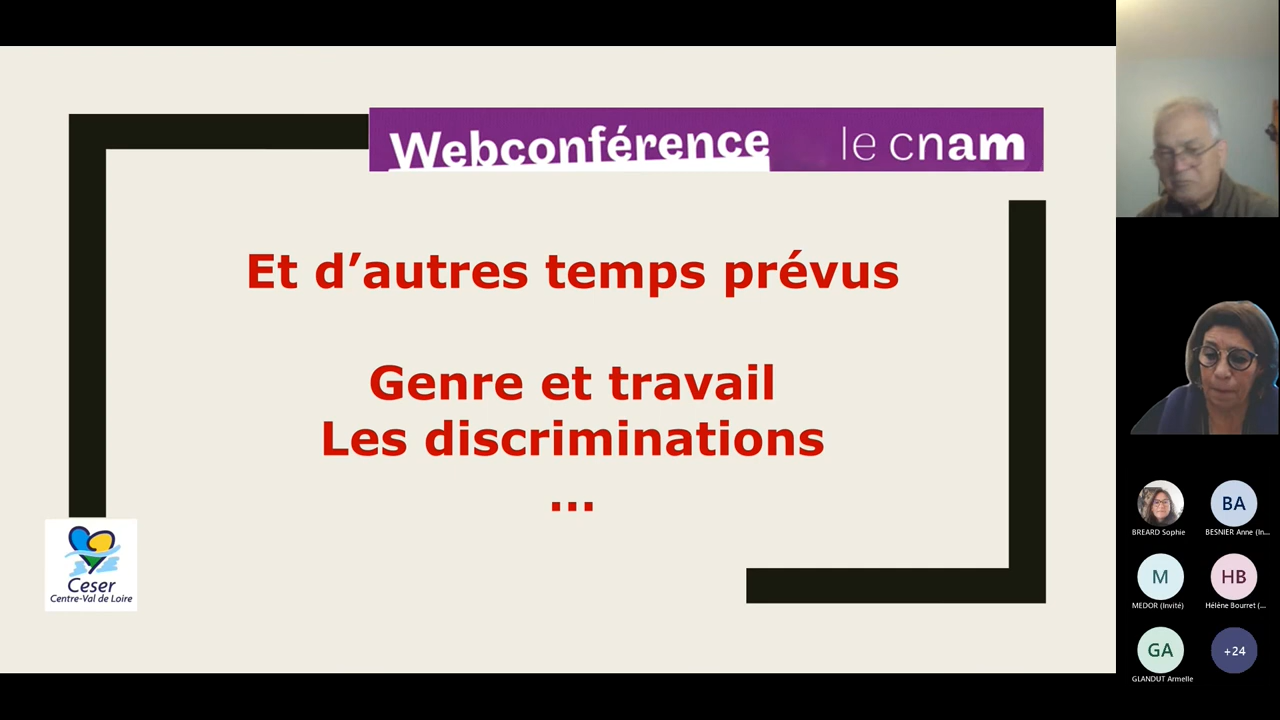 Webconférence le cnam
Et d’autres temps prévus
Genre et travail
Les discriminations
...
Ceser
Centre-Val de Loire
BA
BREARD Sophie
BESNIER Anne (In...
M
HB
MEDOR (Invité)
Hélène Bourret (...
GA
+24
GLANDUT Armelle